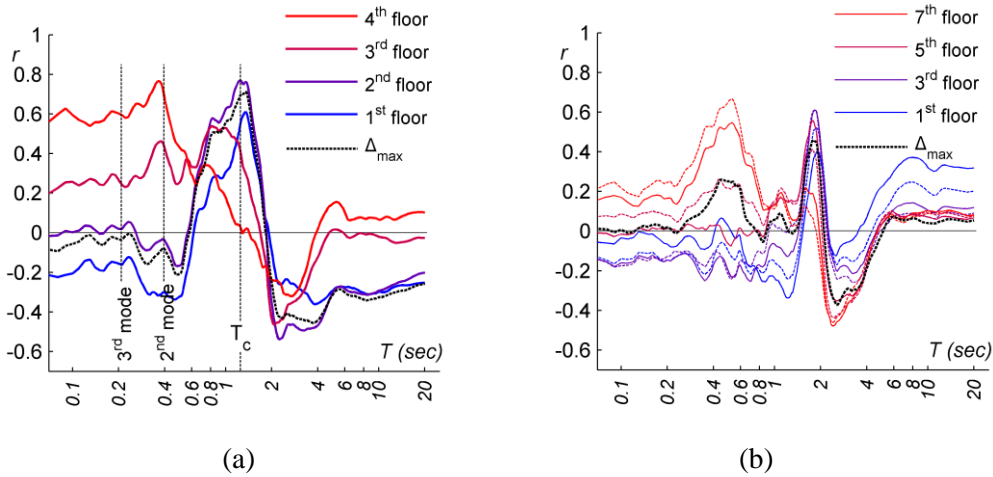 r
1
0.8
0.6
0.4
0.2
0
-0.2
-0.4
-0.6
4th floor
3rd floor
2nd floor
1st floor
Δmax
3rd mode
2nd mode
Tc
T (sec)
0.1
0.2
0.4
0.6
0.8
1
2
4
6
8
10
20
(a)
r
1
0.8
0.6
0.4
0.2
0
-0.2
-0.4
-0.6
7th floor
5th floor
3rd floor
1st floor
Δmax
T (sec)
0.1
0.2
0.4
0.6
0.8
1
2
4
6
8
10
20
(b)